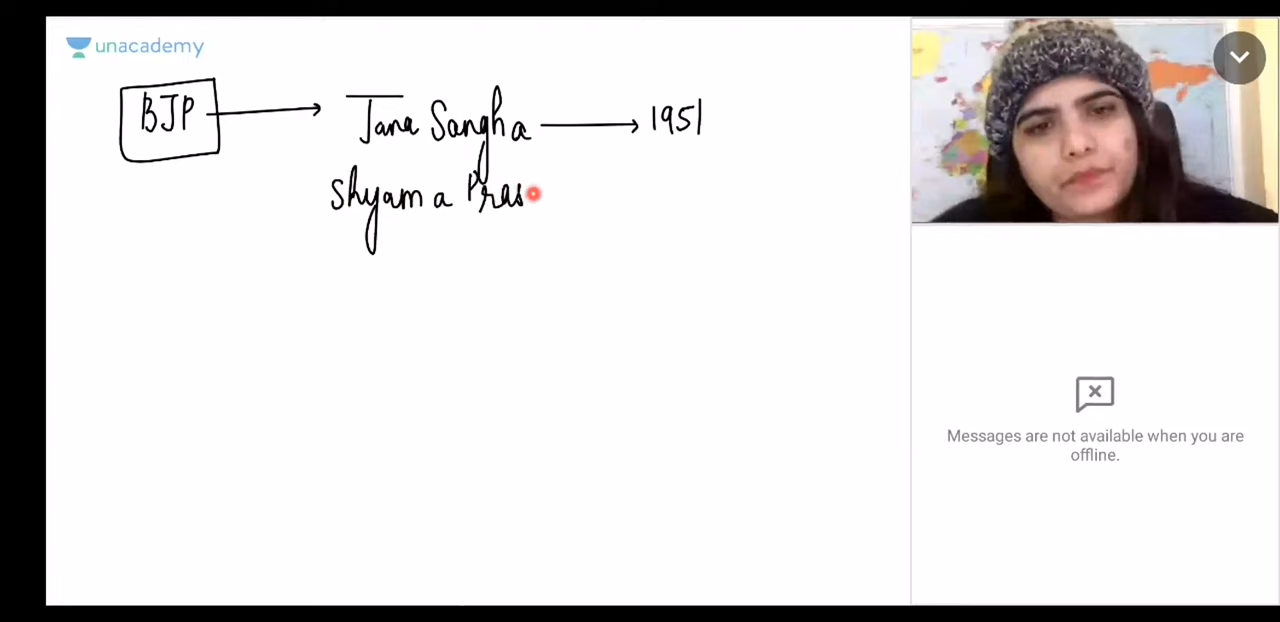 unacademy
BJP → Jana Sangha → 1951
Shyama Pras
Messages are not available when you are
offline.